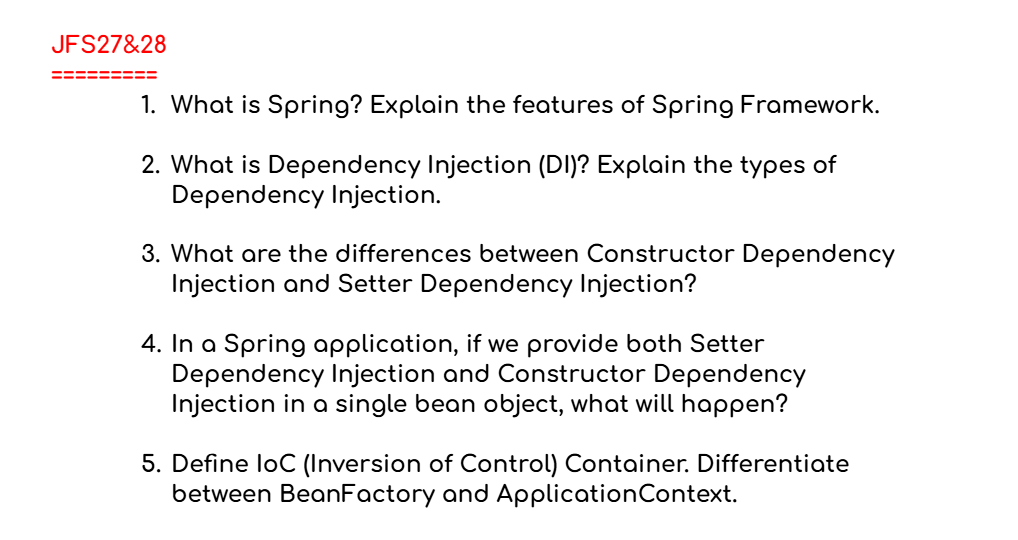 JFS27&28
=========
1. What is Spring? Explain the features of Spring Framework.
2. What is Dependency Injection (DI)? Explain the types of
Dependency Injection.
3. What are the differences between Constructor Dependency
Injection and Setter Dependency Injection?
4. In a Spring application, if we provide both Setter
Dependency Injection and Constructor Dependency
Injection in a single bean object, what will happen?
5. Define IoC (Inversion of Control) Container. Differentiate
between BeanFactory and ApplicationContext.